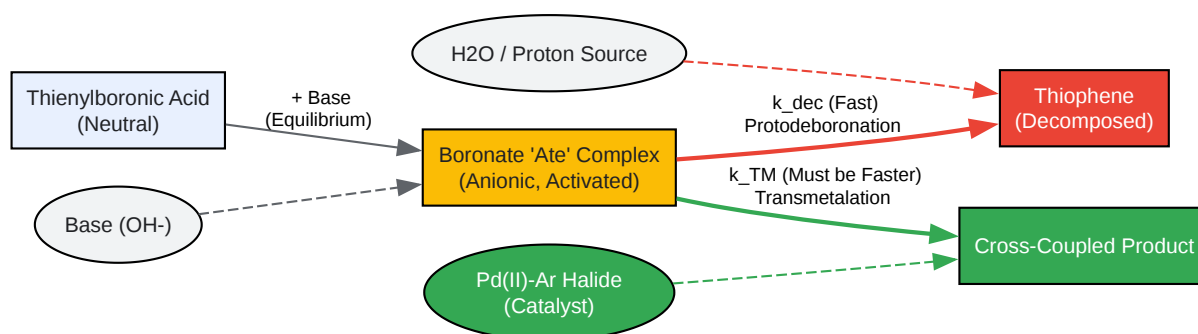 H2O / Proton Source
Thienylboronic Acid
(Neutral)
+ Base
(Equilibrium)
k_dec (Fast)
Protodeboronation
Thiophene
(Decomposed)
Boronate 'Ate' Complex
(Anionic, Activated)
k_TM (Must be Faster)
Transmetalation
Base (OH-)
Cross-Coupled Product
Pd(II)-Ar Halide
(Catalyst)